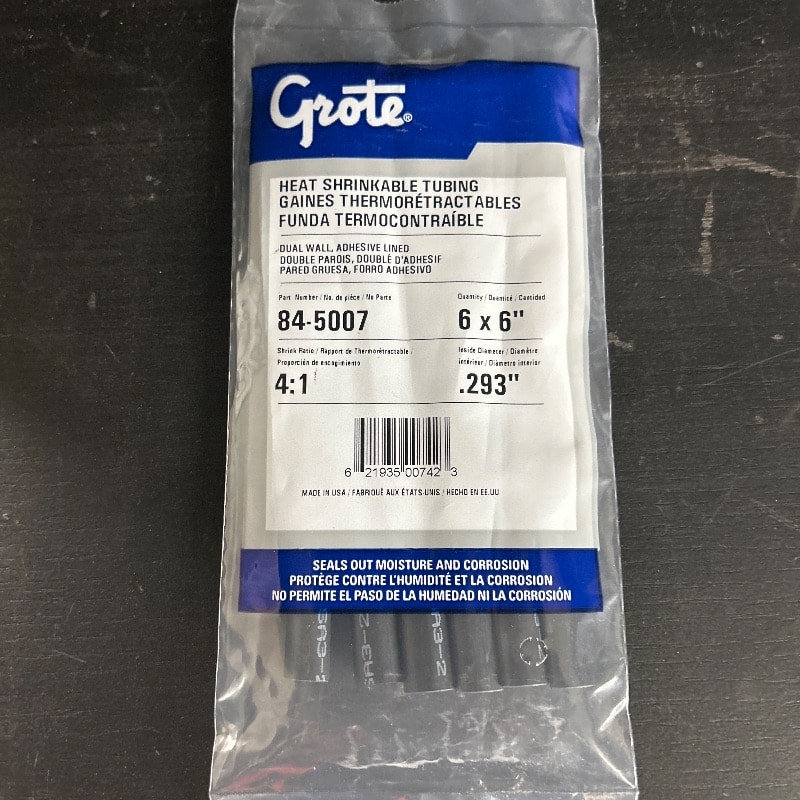 Grote®
HEAT SHRINKABLE TUBING
GAINES THERMORÉTRACTABLES
FUNDA TERMOCONTRAÍBLE
DUAL WALL, ADHESIVE LINED
DOUBLE PAROIS, DOUBLÉ D'ADHESIF
PARED GRUESA, FORRO ADHESIVO
Part Number / No. de pièce / No Parte
84-5007
Quantity / Quantité / Cantidad
6 x 6"
Shrink Ratio / Rapport de Thermorétractable /
Proporción de encogimiento
4:1
Inside Diameter / Diamètre
intérieur / Diámetro interior
.293"
6 21935 00742 3
MADE IN USA / FABRIQUÉ AUX ÉTATS-UNIS / HECHO EN EE.UU
SEALS OUT MOISTURE AND CORROSION
PROTÈGE CONTRE L'HUMIDITÉ ET LA CORROSION
NO PERMITE EL PASO DE LA HUMEDAD NI LA CORROSIÓN